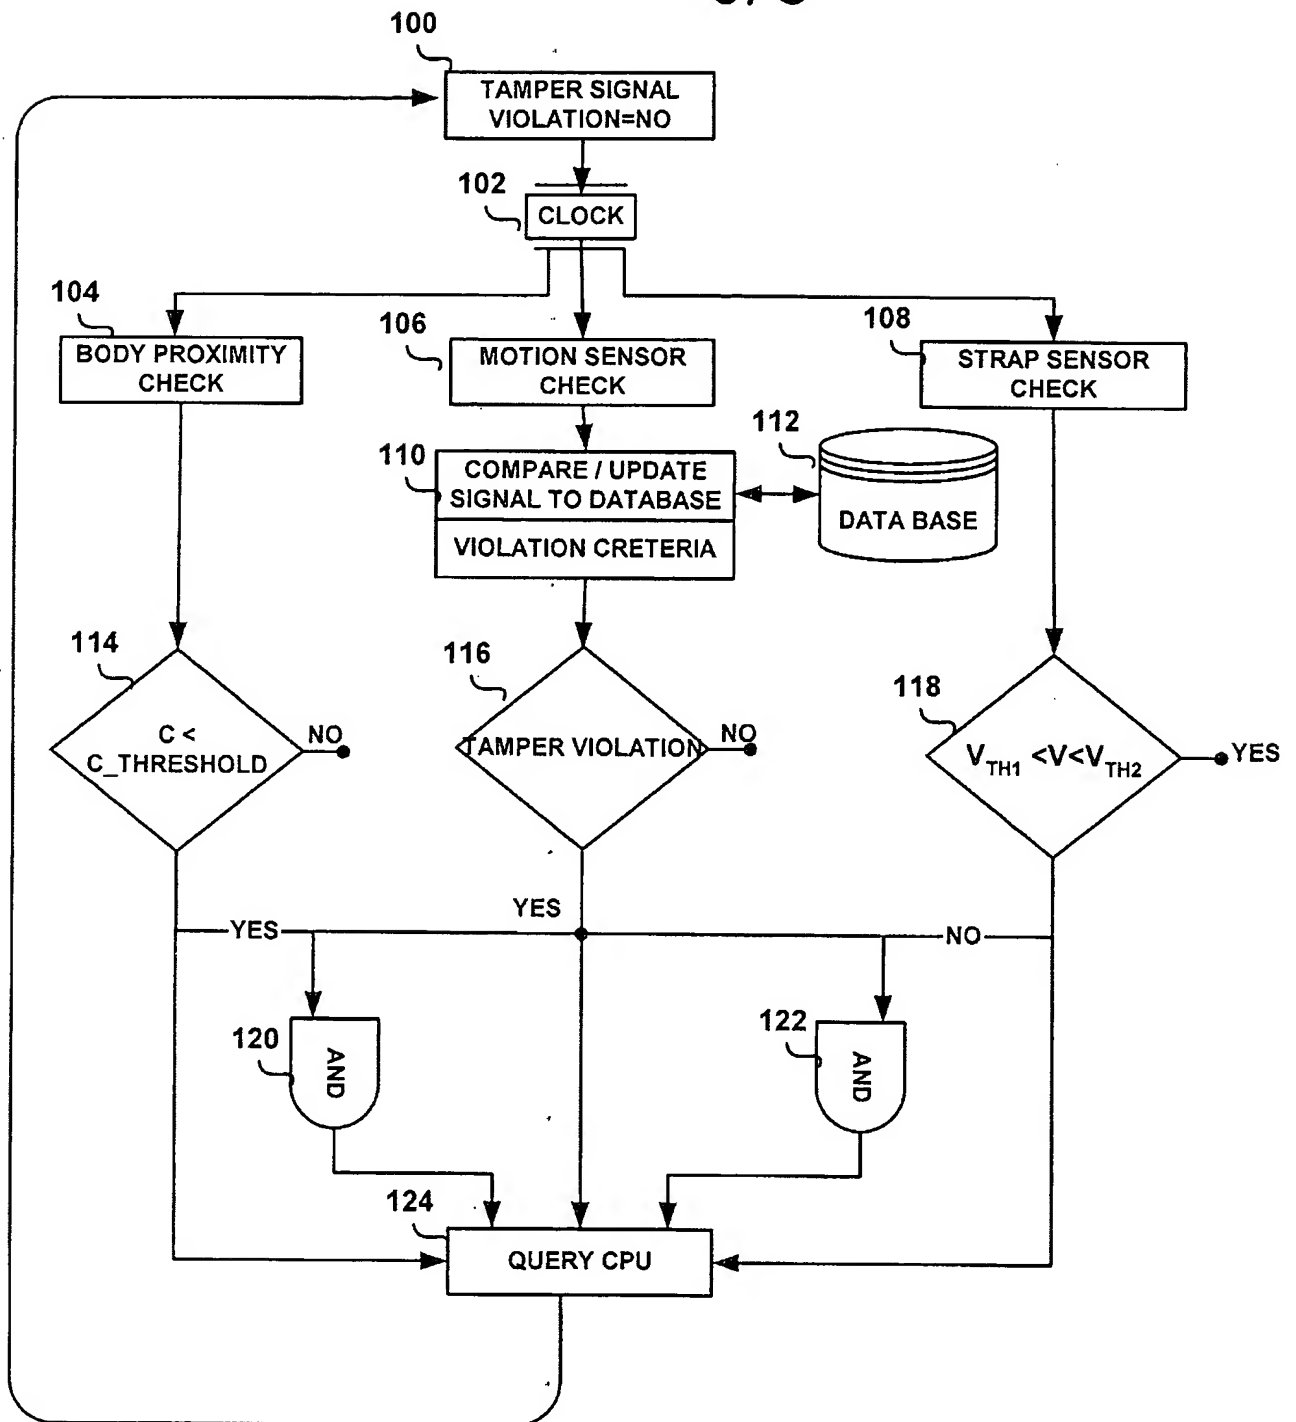 100
TAMPER SIGNAL
VIOLATION=NO
102
CLOCK
104
BODY PROXIMITY
CHECK
106
MOTION SENSOR
CHECK
108
STRAP SENSOR
CHECK
110
COMPARE / UPDATE
SIGNAL TO DATABASE
VIOLATION CRETERIA
112
DATA BASE
114
C <
C_THRESHOLD
NO
116
TAMPER VIOLATION
NO
118
V_TH1 <V<V_TH2
YES
YES
YES
NO
120
AND
122
AND
124
QUERY CPU